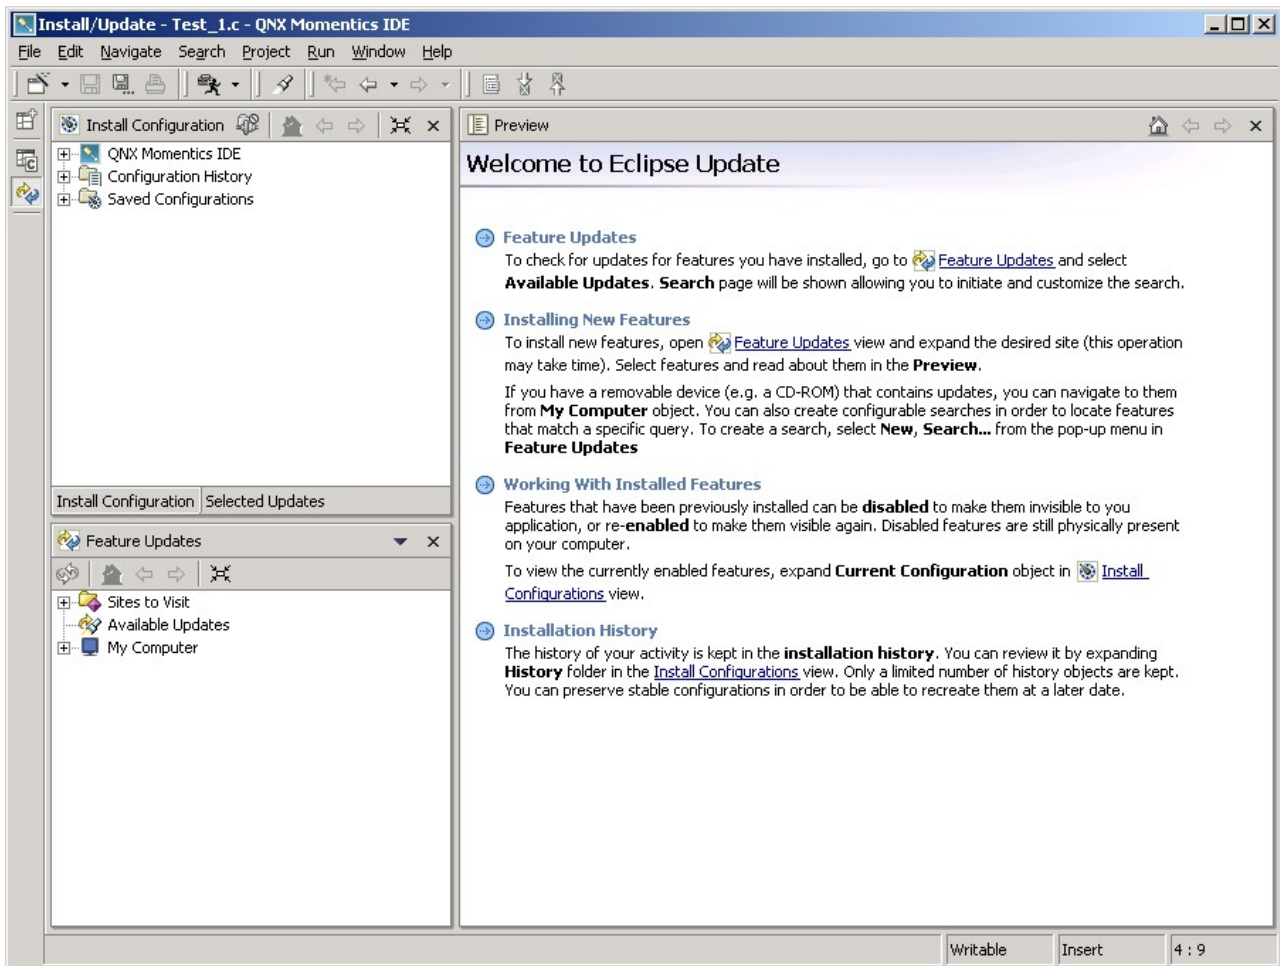 Install/Update - Test_1.c - QNX Momentics IDE
File Edit Navigate Search Project Run Window Help
Install Configuration
QNX Momentics IDE
Configuration History
Saved Configurations
Install Configuration Selected Updates
Feature Updates
Sites to Visit
Available Updates
My Computer
Preview
Welcome to Eclipse Update
Feature Updates
To check for updates for features you have installed, go to Feature Updates and select
Available Updates. Search page will be shown allowing you to initiate and customize the search.
Installing New Features
To install new features, open Feature Updates view and expand the desired site (this operation
may take time). Select features and read about them in the Preview.
If you have a removable device (e.g. a CD-ROM) that contains updates, you can navigate to them
from My Computer object. You can also create configurable searches in order to locate features
that match a specific query. To create a search, select New, Search... from the pop-up menu in
Feature Updates
Working With Installed Features
Features that have been previously installed can be disabled to make them invisible to you
application, or re-enabled to make them visible again. Disabled features are still physically present
on your computer.
To view the currently enabled features, expand Current Configuration object in Install
Configurations view.
Installation History
The history of your activity is kept in the installation history. You can review it by expanding
History folder in the Install Configurations view. Only a limited number of history objects are kept.
You can preserve stable configurations in order to be able to recreate them at a later date.
Writable Insert 4 : 9